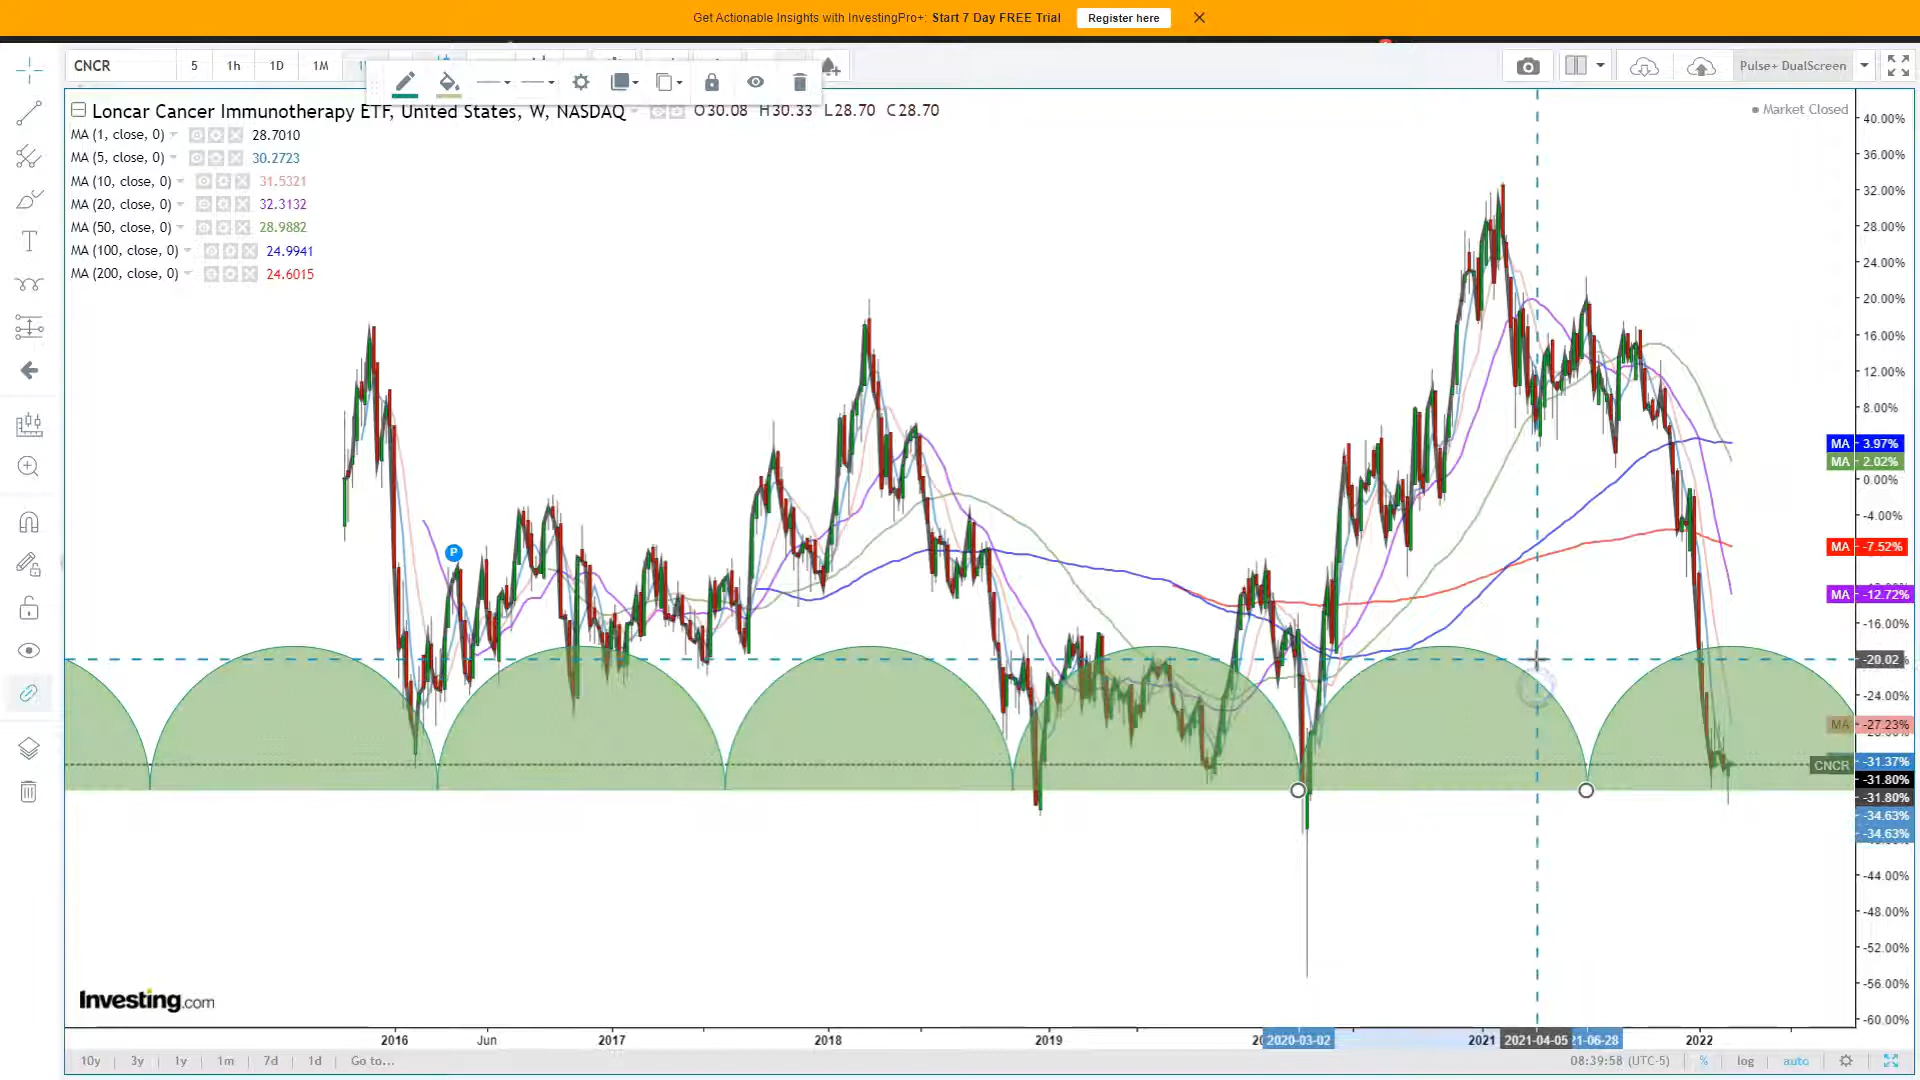 Get Actionable Insights with InvestingPro+: Start 7 Day FREE Trial Register here
CNCR 5 1h 1D 1M Pulse+ DualScreen
Loncar Cancer Immunotherapy ETF, United States, W, NASDAQ O30.08 H30.33 L28.70 C28.70
Market Closed
MA (1, close, 0) 28.7010
MA (5, close, 0) 30.2723
MA (10, close, 0) 31.5321
MA (20, close, 0) 32.3132
MA (50, close, 0) 28.9882
MA (100, close, 0) 24.9941
MA (200, close, 0) 24.6015
40.00%
36.00%
32.00%
28.00%
24.00%
20.00%
16.00%
12.00%
8.00%
MA 3.97%
MA 2.02%
0.00%
-4.00%
MA -7.52%
P
MA -12.72%
-16.00%
-20.02
-24.00%
MA -27.23%
-31.37%
CNCR
-31.80%
-31.80%
-34.63%
-34.63%
-44.00%
-48.00%
-52.00%
-56.00%
-60.00%
Investing.com
2016 Jun 2017 2018 2019 2020-03-02 2021 2021-04-05 21-06-28 2022
10y 3y 1y 1m 7d 1d Go to... 08:39:58 (UTC-5) % log auto